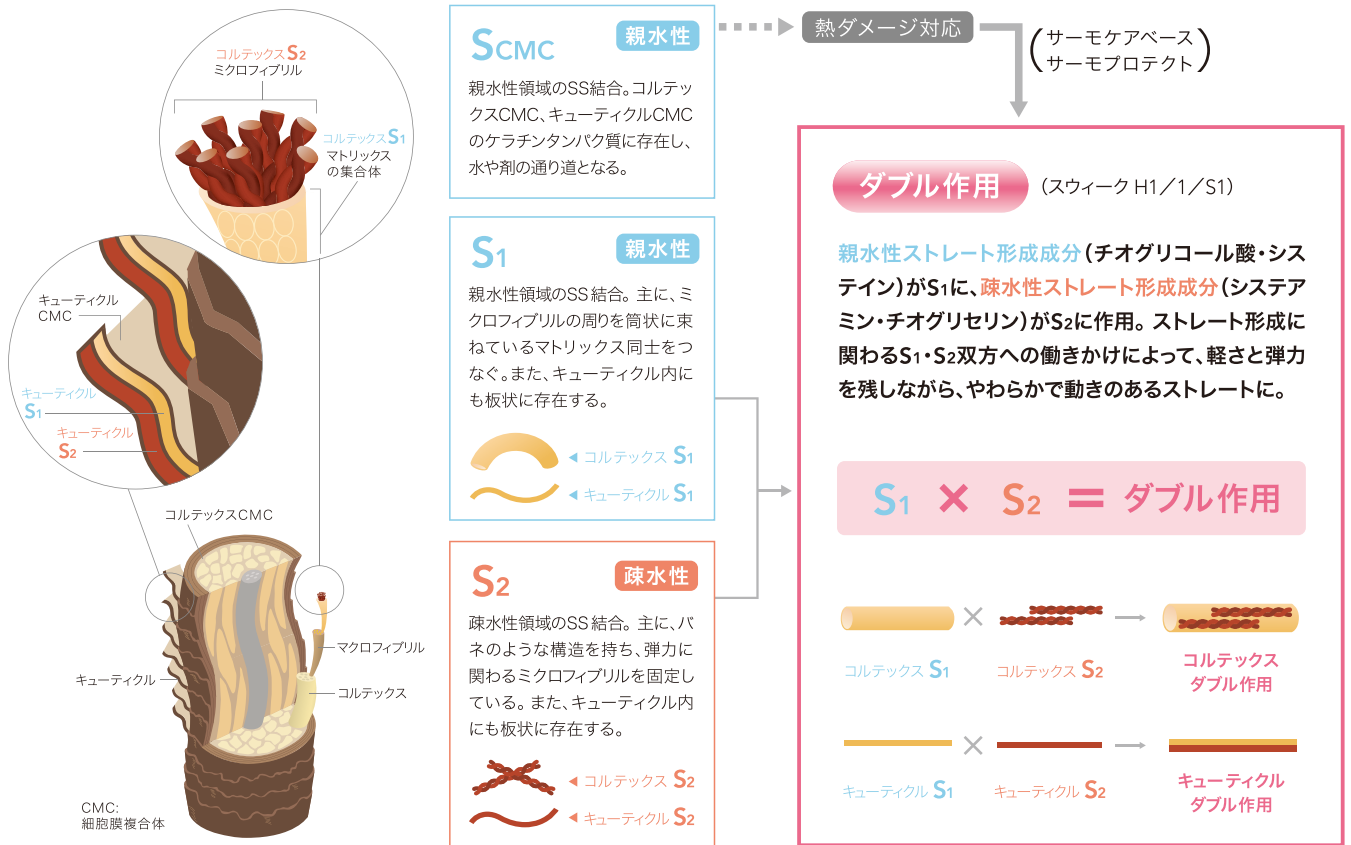 コルテックスS2
ミクロフィブリル
コルテックスS1
マトリックス
の集合体
キューティクル
CMC
キューティクル
S1
キューティクル
S2
コルテックスCMC
マクロフィブリル
キューティクル
コルテックス
CMC:
細胞膜複合体
SCMC
親水性
親水性領域のSS結合。コルテッ
クスCMC、キューティクルCMC
のケラチンタンパク質に存在し、
水や剤の通り道となる。
S1
親水性
親水性領域のSS結合。主に、ミ
クロフィブリルの周りを筒状に束
ねているマトリックス同士をつ
なぐ。また、キューティクル内に
も板状に存在する。
◀ コルテックス S1
◀ キューティクル S1
S2
疎水性
疎水性領域のSS結合。主に、バ
ネのような構造を持ち、弾力に
関わるミクロフィブリルを固定し
ている。また、キューティクル内
にも板状に存在する。
◀ コルテックス S2
◀ キューティクル S2
熱ダメージ対応
(サーモケアベース
サーモプロテクト)
ダブル作用
(スウィーク H1/1/S1)
親水性ストレート形成成分(チオグリコール酸・シス
テイン)がS1に、疎水性ストレート形成成分(システア
ミン・チオグリセリン)がS2に作用。ストレート形成に
関わるS1・S2双方への働きかけによって、軽さと弾力
を残しながら、やわらかで動きのあるストレートに。
S1 × S2 = ダブル作用
コルテックス S1
×
コルテックス S2
コルテックス
ダブル作用
キューティクル S1
×
キューティクル S2
キューティクル
ダブル作用